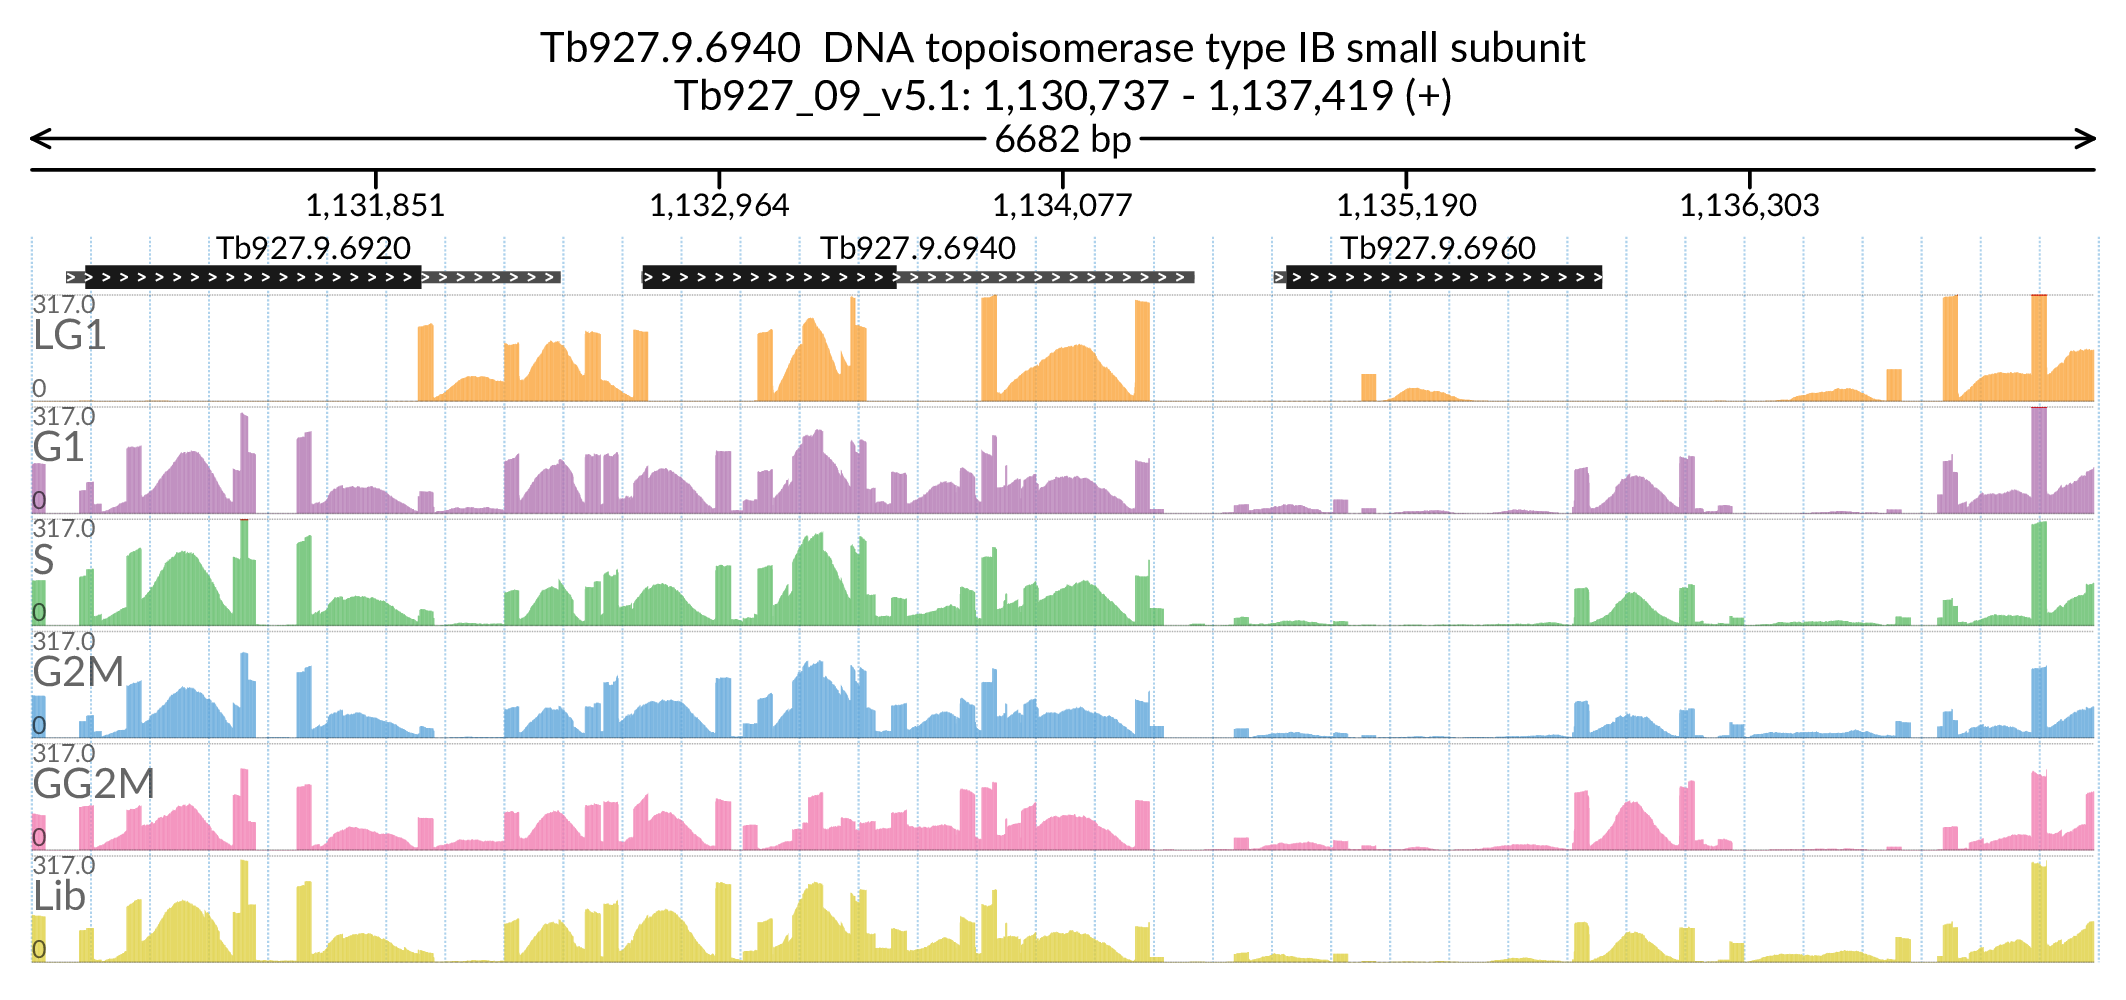 Tb927.9.6940  DNA topoisomerase type IB small subunit
Tb927_09_v5.1: 1,130,737 - 1,137,419 (+)
6682 bp
1,131,851 1,132,964 1,134,077 1,135,190 1,136,303
Tb927.9.6920 Tb927.9.6940 Tb927.9.6960
317.0
LG1
0
317.0
G1
0
317.0
S
0
317.0
G2M
0
317.0
GG2M
0
317.0
Lib
0